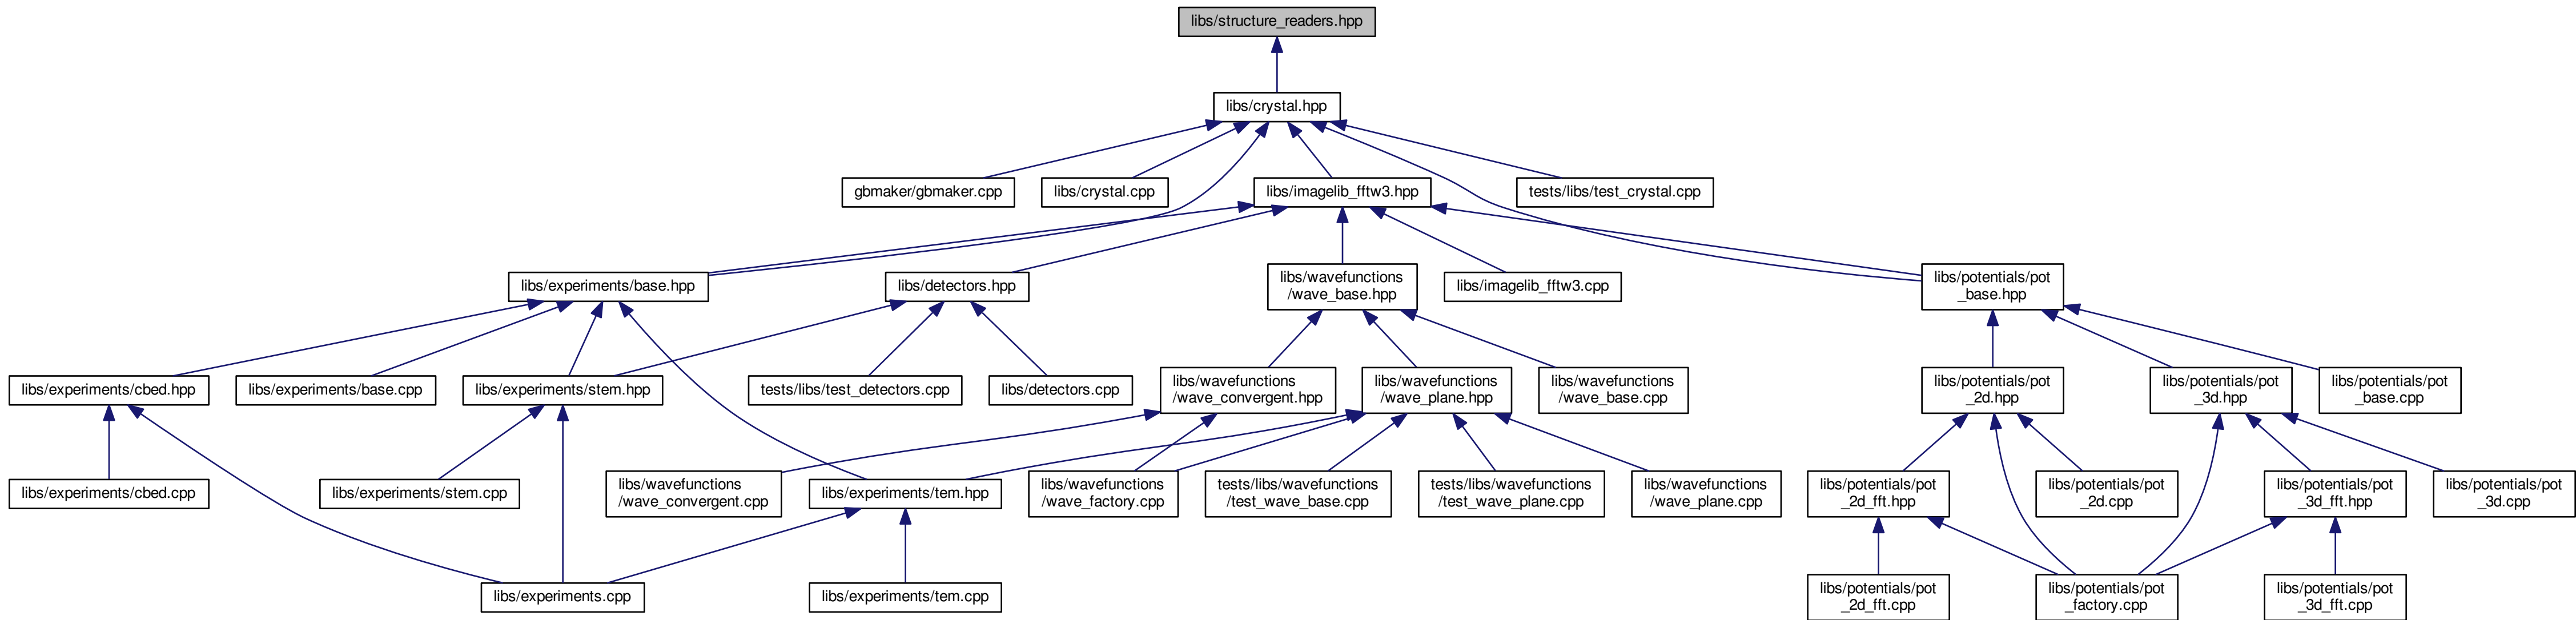 libs/structure_readers.hpp
libs/crystal.hpp
gbmaker/gbmaker.cpp
libs/crystal.cpp
libs/imagelib_fftw3.hpp
tests/libs/test_crystal.cpp
libs/experiments/base.hpp
libs/detectors.hpp
libs/wavefunctions
/wave_base.hpp
libs/imagelib_fftw3.cpp
libs/potentials/pot
_base.hpp
libs/experiments/cbed.hpp
libs/experiments/base.cpp
libs/experiments/stem.hpp
tests/libs/test_detectors.cpp
libs/detectors.cpp
libs/wavefunctions
/wave_convergent.hpp
libs/wavefunctions
/wave_plane.hpp
libs/wavefunctions
/wave_base.cpp
libs/potentials/pot
_2d.hpp
libs/potentials/pot
_3d.hpp
libs/potentials/pot
_base.cpp
libs/experiments/cbed.cpp
libs/experiments/stem.cpp
libs/wavefunctions
/wave_convergent.cpp
libs/experiments/tem.hpp
libs/wavefunctions
/wave_factory.cpp
tests/libs/wavefunctions
/test_wave_base.cpp
tests/libs/wavefunctions
/test_wave_plane.cpp
libs/wavefunctions
/wave_plane.cpp
libs/potentials/pot
_2d_fft.hpp
libs/potentials/pot
_2d.cpp
libs/potentials/pot
_3d_fft.hpp
libs/potentials/pot
_3d.cpp
libs/experiments.cpp
libs/experiments/tem.cpp
libs/potentials/pot
_2d_fft.cpp
libs/potentials/pot
_factory.cpp
libs/potentials/pot
_3d_fft.cpp